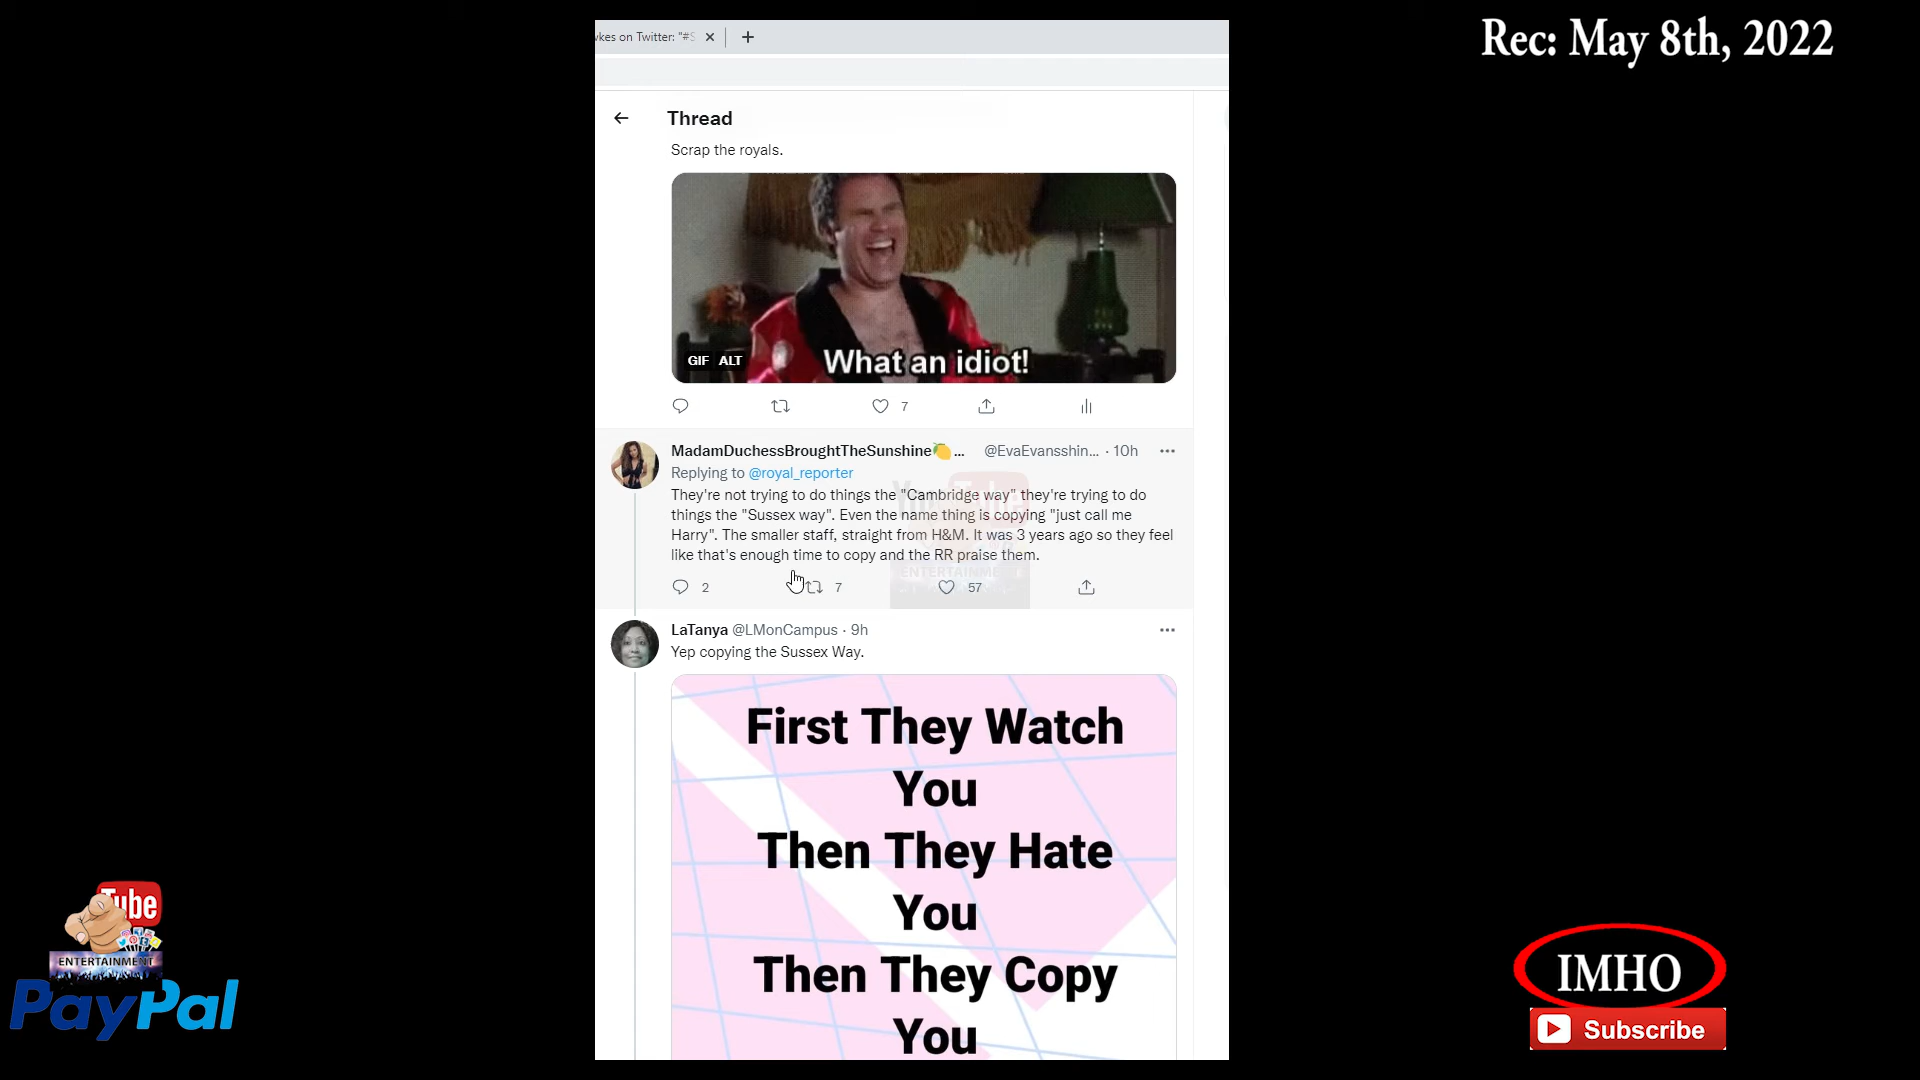 Rec: May 8th, 2022
wkes on Twitter: "#S
Thread
Scrap the royals.
What an idiot!
GIF ALT
7
MadamDuchessBroughtTheSunshine🍋... @EvaEvansshin... · 10h
Replying to @royal_reporter
They're not trying to do things the "Cambridge way" they're trying to do
things the "Sussex way". Even the name thing is copying "just call me
Harry". The smaller staff, straight from H&M. It was 3 years ago so they feel
like that's enough time to copy and the RR praise them.
2 7 57
LaTanya @LMonCampus · 9h
Yep copying the Sussex Way.
First They Watch
You
Then They Hate
You
Then They Copy
You
Tube
ENTERTAINMENT
PayPal
IMHO
Subscribe